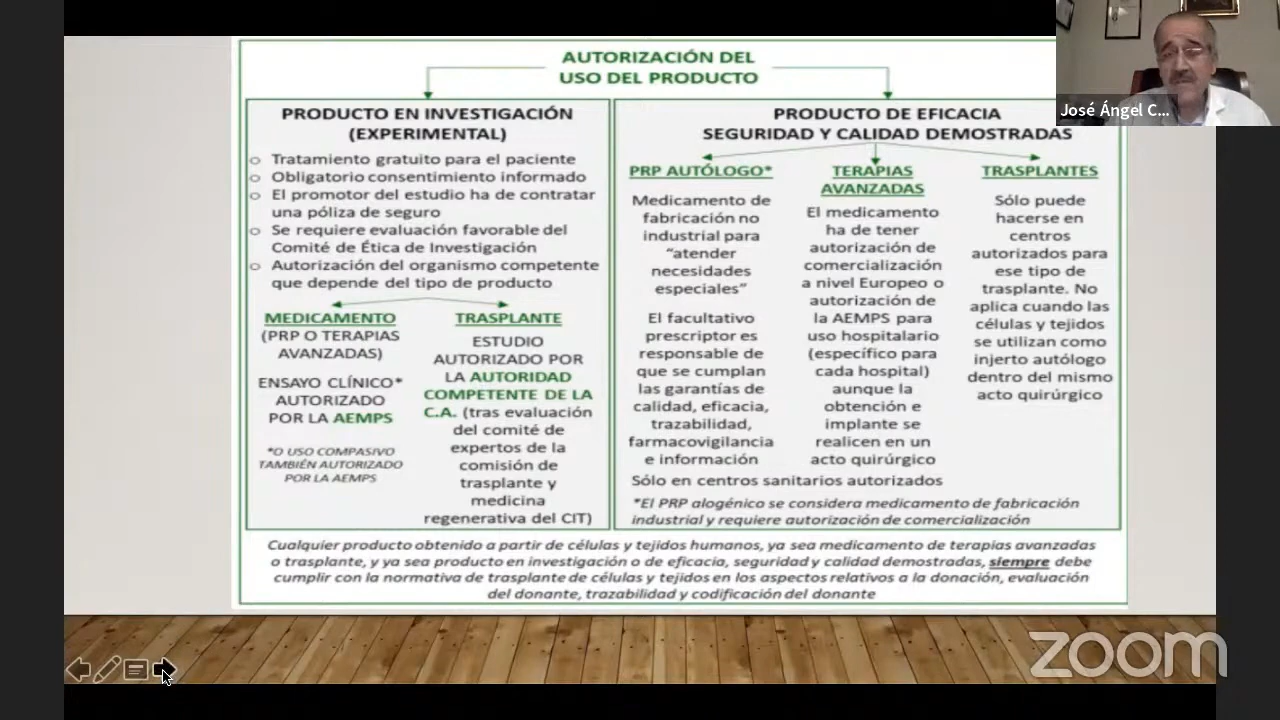 AUTORIZACIÓN DEL
USO DEL PRODUCTO
PRODUCTO EN INVESTIGACIÓN
(EXPERIMENTAL)
o Tratamiento gratuito para el paciente
o Obligatorio consentimiento informado
o El promotor del estudio ha de contratar
una póliza de seguro
o Se requiere evaluación favorable del
Comité de Ética de Investigación
o Autorización del organismo competente
que depende del tipo de producto
MEDICAMENTO
(PRP O TERAPIAS
AVANZADAS)
ENSAYO CLÍNICO*
AUTORIZADO
POR LA AEMPS
*O USO COMPASIVO
TAMBIÉN AUTORIZADO
POR LA AEMPS
TRASPLANTE
ESTUDIO
AUTORIZADO POR
LA AUTORIDAD
COMPETENTE DE LA
C.A. (tras evaluación
del comité de
expertos de la
comisión de
trasplante y
medicina
regenerativa del CIT)
PRODUCTO DE EFICACIA
SEGURIDAD Y CALIDAD DEMOSTRADAS
PRP AUTÓLOGO*
Medicamento de
fabricación no
industrial para
“atender
necesidades
especiales”
El facultativo
prescriptor es
responsable de
que se cumplan
las garantías de
calidad, eficacia,
trazabilidad,
farmacovigilancia
e información
TERAPIAS
AVANZADAS
El medicamento
ha de tener
autorización de
comercialización
a nivel Europeo o
autorización de
la AEMPS para
uso hospitalario
(específico para
cada hospital)
aunque la
obtención e
implante se
realicen en un
acto quirúrgico
TRASPLANTES
Sólo puede
hacerse en
centros
autorizados para
ese tipo de
trasplante. No
aplica cuando las
células y tejidos
se utilizan como
injerto autólogo
dentro del mismo
acto quirúrgico
Sólo en centros sanitarios autorizados
*El PRP alogénico se considera medicamento de fabricación
industrial y requiere autorización de comercialización
Cualquier producto obtenido a partir de células y tejidos humanos, ya sea medicamento de terapias avanzadas
o trasplante, y ya sea producto en investigación o de eficacia, seguridad y calidad demostradas, siempre debe
cumplir con la normativa de trasplante de células y tejidos en los aspectos relativos a la donación, evaluación
del donante, trazabilidad y codificación del donante
José Ángel C...
zoom